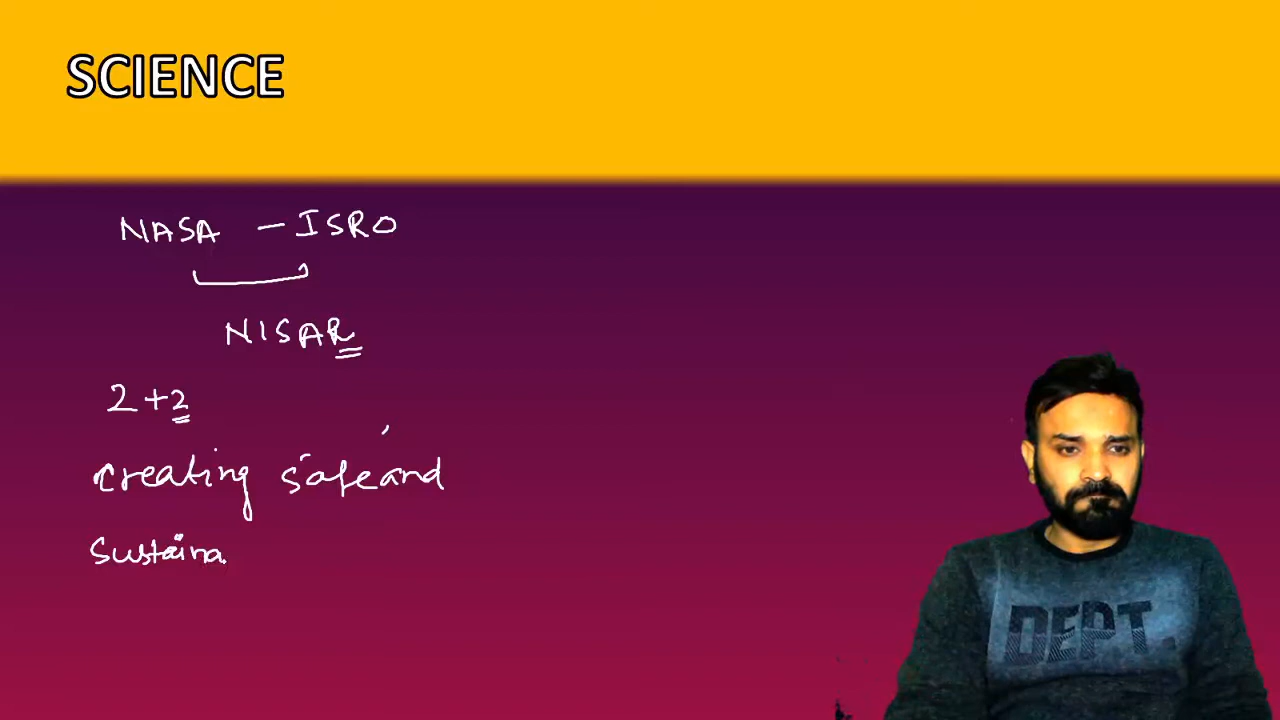 SCIENCE
NASA - ISRO
NISAR
2+2
creating safe and
Sustaina
DEPT.